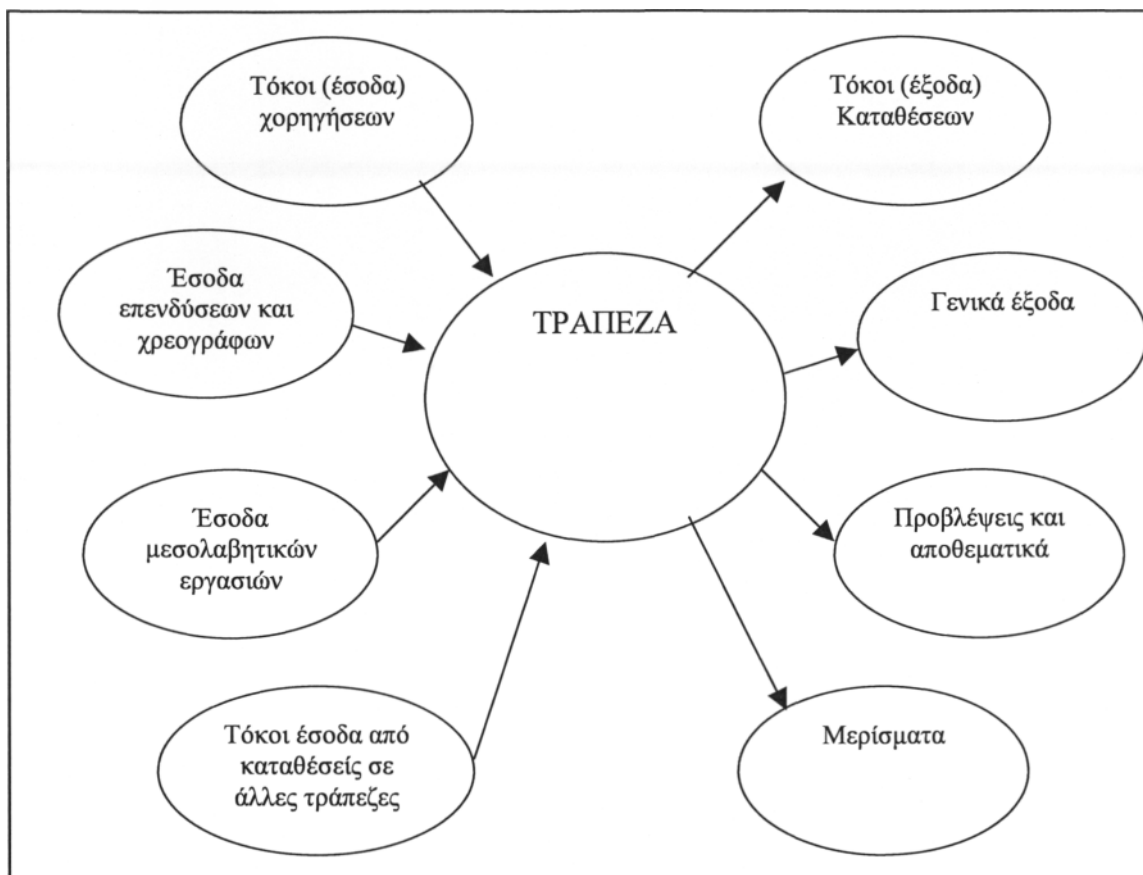 Τόκοι (έσοδα)
χορηγήσεων
Τόκοι (έξοδα)
Καταθέσεων
Έσοδα
επενδύσεων και
χρεογράφων
ΤΡΑΠΕΖΑ
Γενικά έξοδα
Έσοδα
μεσολαβητικών
εργασιών
Προβλέψεις και
αποθεματικά
Τόκοι έσοδα από
καταθέσείς σε
άλλες τράπεζες
Μερίσματα